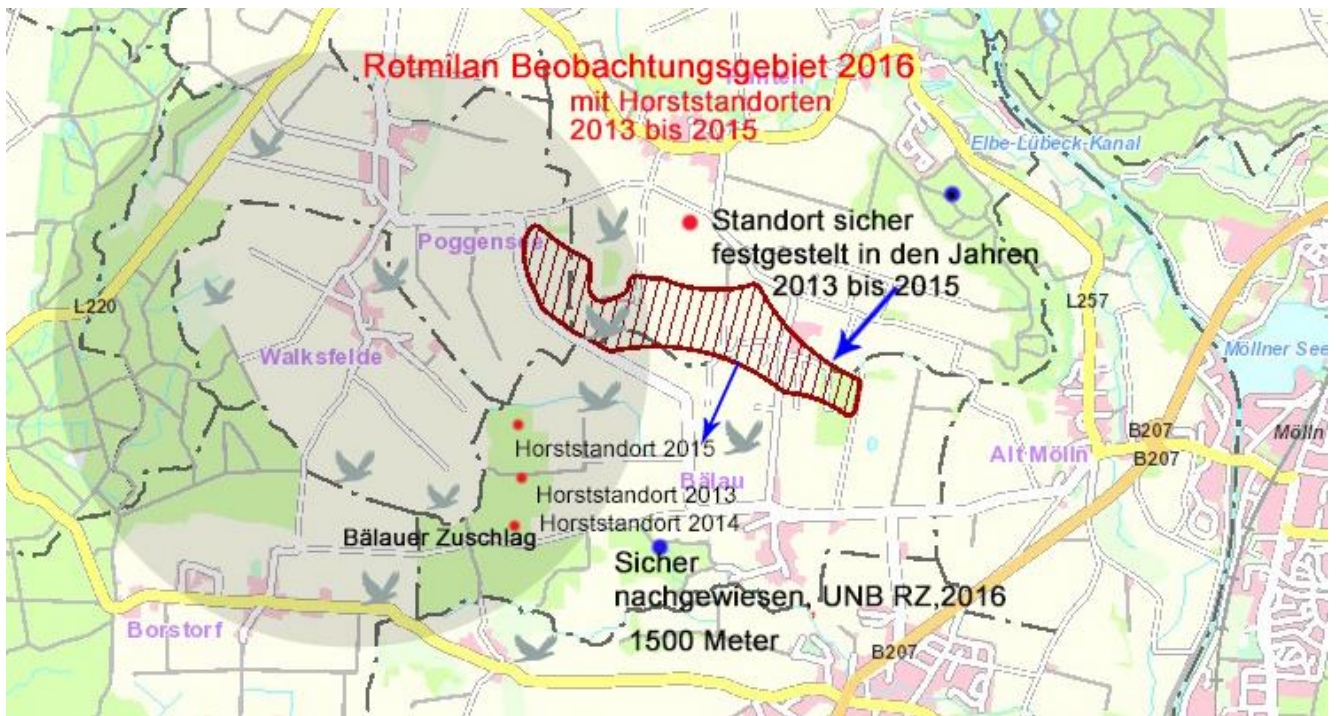 Rotmilan Beobachtungsgebiet 2016
mit Horststandorten
2013 bis 2015
Elbe-Lübeck-Kanal
Standort sicher
festgestelt in den Jahren
2013 bis 2015
Poggensee
L220
L257
Walksfelde
Möllner See
Horststandort 2015
B207
Mölln
Alt Mölln
B207
Bälau
Horststandort 2013
Horststandort 2014
Bälauer Zuschlag
Sicher
nachgewiesen, UNB RZ,2016
Borstorf
1500 Meter
B207